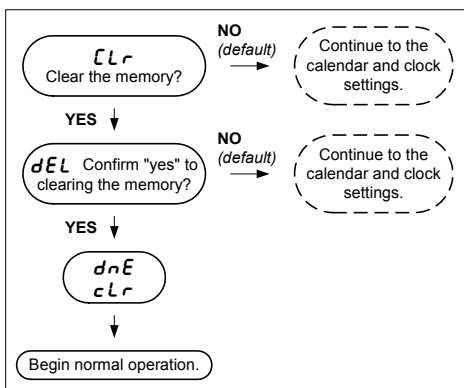 CLr
Clear the memory?
NO
(default)
Continue to the
calendar and clock
settings.
YES
dEL Confirm "yes" to
clearing the memory?
NO
(default)
Continue to the
calendar and clock
settings.
YES
dnE
cLr
Begin normal operation.